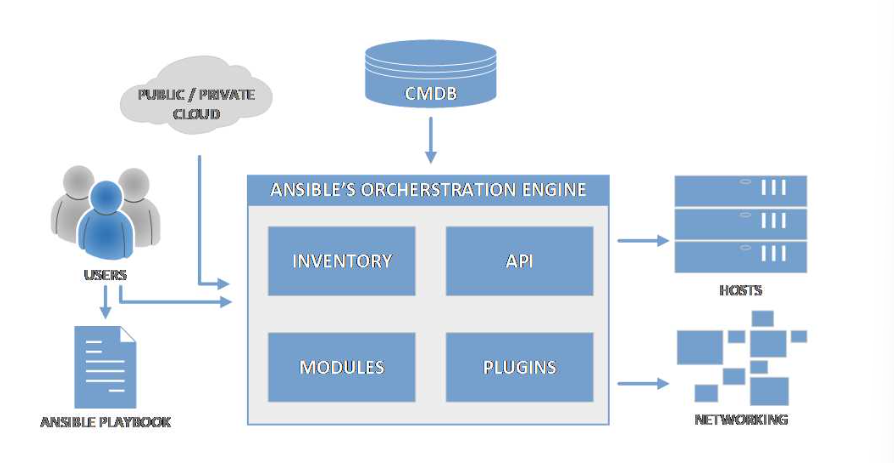 PUBLIC / PRIVATE
CLOUD
CMDB
ANSIBLE'S ORCHERSTRATION ENGINE
USERS
INVENTORY
API
HOSTS
MODULES
PLUGINS
ANSIBLE PLAYBOOK
NETWORKING